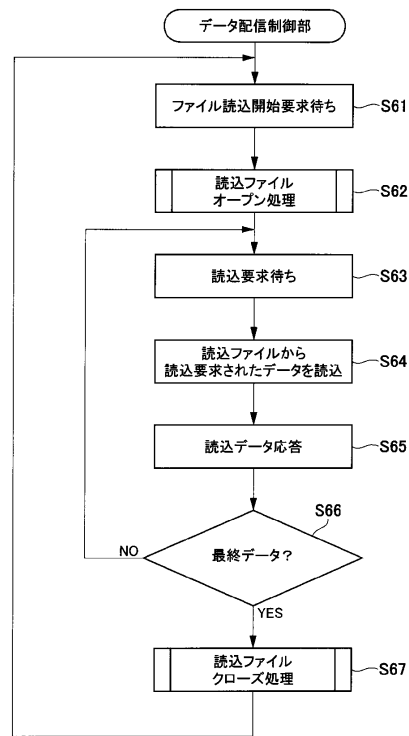 データ配信制御部
ファイル読込開始要求待ち
S61
読込ファイル
オープン処理
S62
読込要求待ち
S63
読込ファイルから
読込要求されたデータを読込
S64
読込データ応答
S65
S66
最終データ?
NO
YES
読込ファイル
クローズ処理
S67